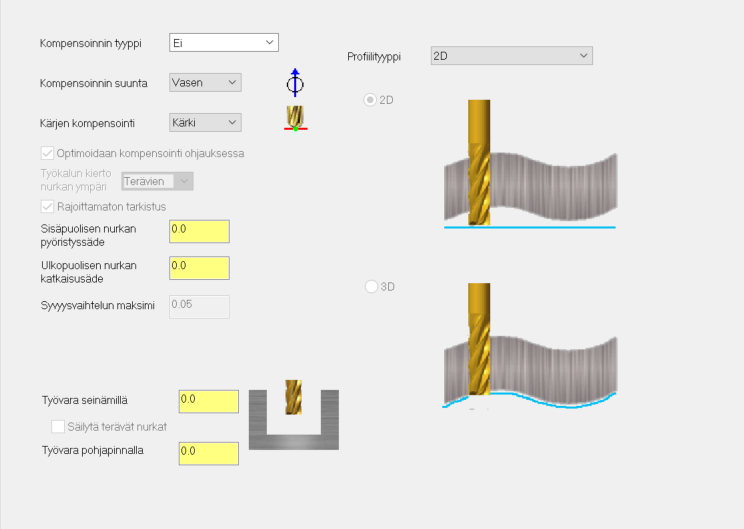 Kompensoinnin tyyppi
Ei
Profiilityyppi
2D
Kompensoinnin suunta
Vasen
2D
Kärjen kompensointi
Kärki
Optimoidaan kompensointi ohjauksessa
Työkalun kierto
nurkan ympäri
Terävien
Rajoittamaton tarkistus
Sisäpuolisen nurkan
pyöristyssäde
0.0
Ulkopuolisen nurkan
katkaisusäde
0.0
3D
Syvyysvaihtelun maksimi
0.05
Työvara seinämillä
0.0
Säilytä terävät nurkat
Työvara pohjapinnalla
0.0